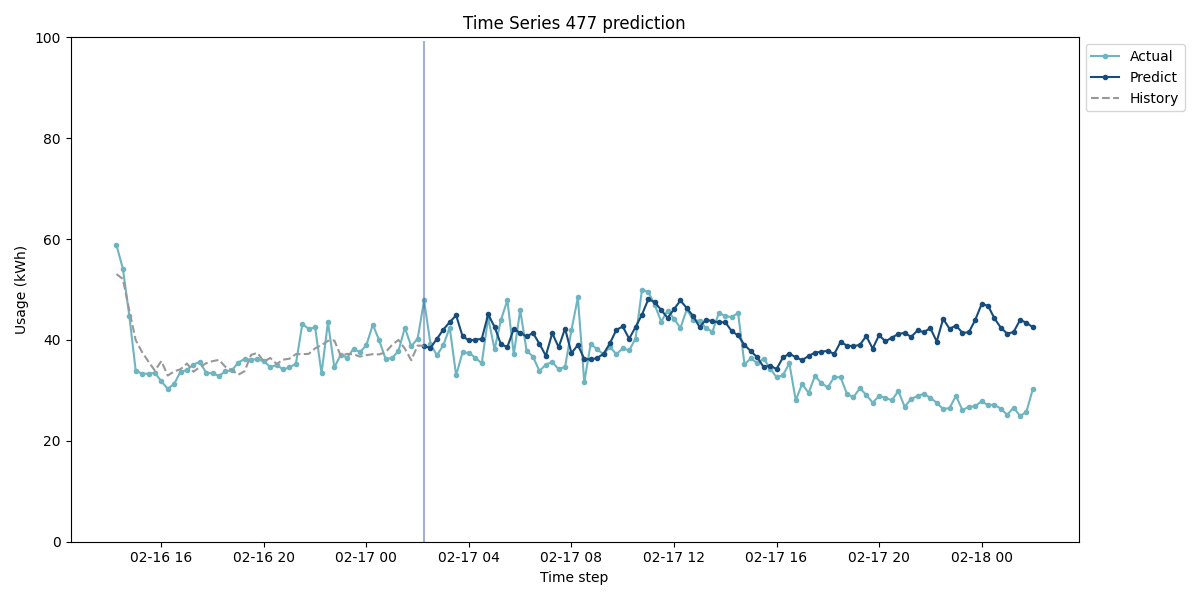 Time Series 477 prediction
100
80
60
40
20
0
Usage (kWh)
02-16 16
02-16 20
02-17 00
02-17 04
02-17 08
02-17 12
02-17 16
02-17 20
02-18 00
Time step
Actual
Predict
History